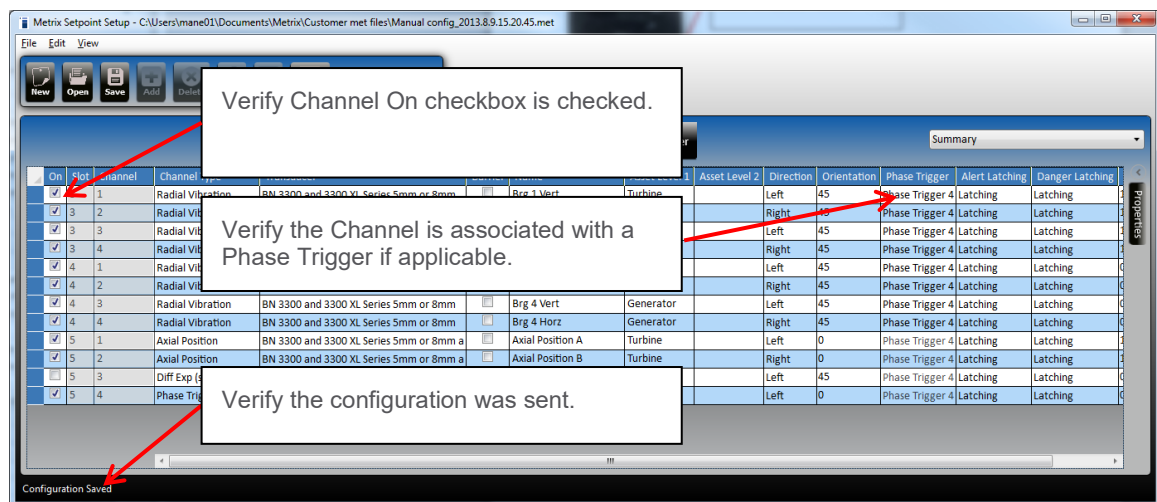 Metrix Setpoint Setup - C:\Users\mane01\Documents\Metrix\Customer met files\Manual config_2013.8.9.15.20.45.met
File Edit View
New Open Save Add Delet
Verify Channel On checkbox is checked.
Summary
On Slot Channel Channel Type Transducer Barrier Name Asset Level 1 Asset Level 2 Direction Orientation Phase Trigger Alert Latching Danger Latching
1 Radial Vibration BN 3300 and 3300 XL Series 5mm or 8mm Brg 1 Vert Turbine Left 45 Phase Trigger 4 Latching Latching 1
3 2 Radial Vib Right 45 Phase Trigger 4 Latching Latching 1
3 3 Radial Vib Left 45 Phase Trigger 4 Latching Latching 1
3 4 Radial Vib Right 45 Phase Trigger 4 Latching Latching 1
4 1 Radial Vib Left 45 Phase Trigger 4 Latching Latching 0
4 2 Radial Vib Right 45 Phase Trigger 4 Latching Latching 0
Verify the Channel is associated with a
Phase Trigger if applicable.
Properties
4 3 Radial Vibration BN 3300 and 3300 XL Series 5mm or 8mm Brg 4 Vert Generator Left 45 Phase Trigger 4 Latching Latching 0
4 4 Radial Vibration BN 3300 and 3300 XL Series 5mm or 8mm Brg 4 Horz Generator Right 45 Phase Trigger 4 Latching Latching 0
5 1 Axial Position BN 3300 and 3300 XL Series 5mm or 8mm a Axial Position A Turbine Left 0 Phase Trigger 4 Latching Latching 1
5 2 Axial Position BN 3300 and 3300 XL Series 5mm or 8mm a Axial Position B Turbine Right 0 Phase Trigger 4 Latching Latching 1
5 3 Diff Exp Left 45 Phase Trigger 4 Latching Latching 0
5 4 Phase Trig Left 0 Phase Trigger 4 Latching Latching 0
Verify the configuration was sent.
Configuration Saved